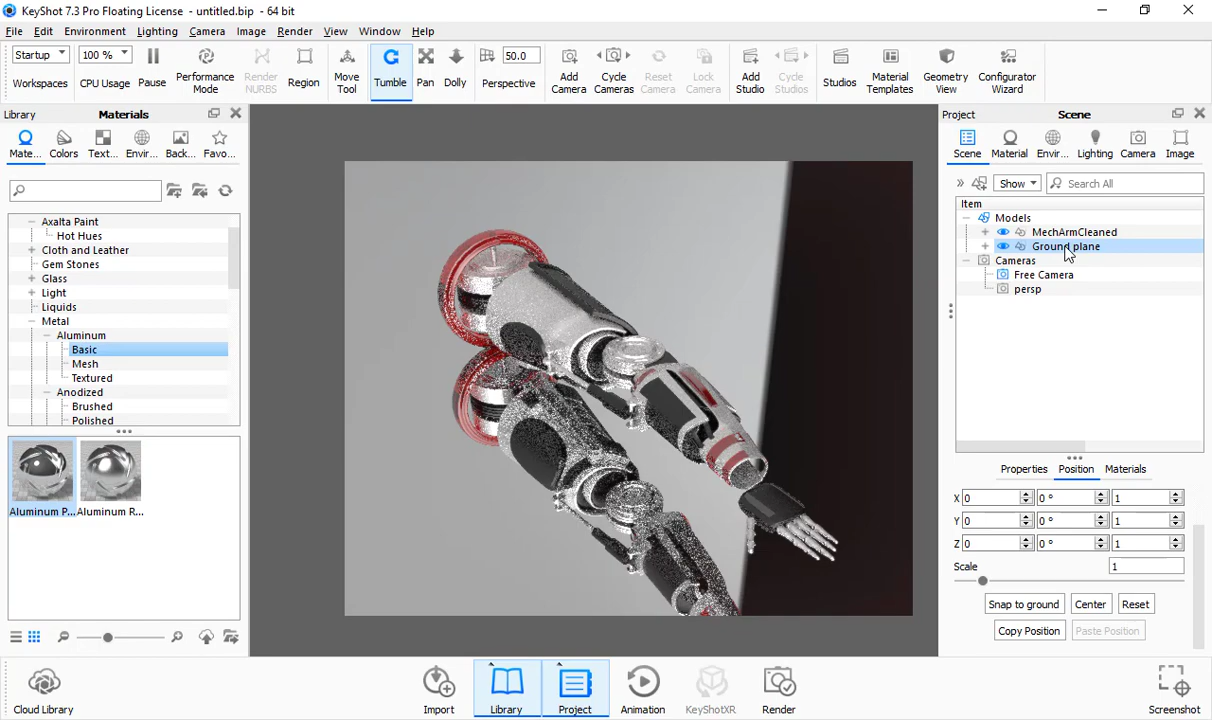 KeyShot 7.3 Pro Floating License - untitled.bip - 64 bit
File Edit Environment Lighting Camera Image Render View Window Help
Startup 100 % 50.0
Workspaces CPU Usage Pause Performance Mode Render NURBS Region Move Tool Tumble Pan Dolly Perspective Add Camera Cycle Cameras Reset Camera Lock Camera Add Studio Cycle Studios Studios Material Templates Geometry View Configurator Wizard
Library Materials
Mate... Colors Text... Envir... Back... Favo...
Axalta Paint
Hot Hues
Cloth and Leather
Gem Stones
Glass
Light
Liquids
Metal
Aluminum
Basic
Mesh
Textured
Anodized
Brushed
Polished
Aluminum P... Aluminum R...
Project Scene
Scene Material Envir... Lighting Camera Image
Show Search All
Item
Models
MechArmCleaned
Ground plane
Cameras
Free Camera
persp
Properties Position Materials
X 0 0 ° 1
Y 0 0 ° 1
Z 0 0 ° 1
Scale 1
Snap to ground Center Reset
Copy Position Paste Position
Cloud Library Import Library Project Animation KeyShotXR Render Screenshot